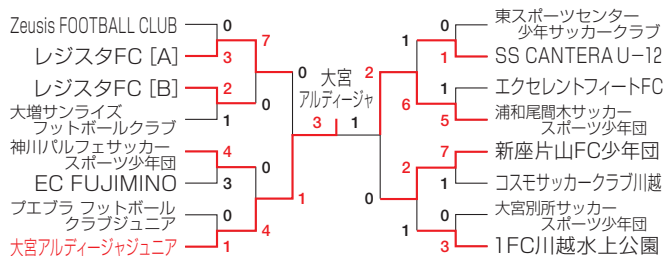 Zeusis FOOTBALL CLUB
0
7
レジスタFC [A]
3
0
レジスタFC [B]
2
0
大増サンライズ
フットボールクラブ
1
神川パルフェサッカー
スポーツ少年団
4
0
EC FUJIMINO
3
1
プエブラ フットボール
クラブジュニア
0
4
大宮アルディージャジュニア
1
大宮
アルディージャ
3
1
東スポーツセンター
少年サッカークラブ
0
1
SS CANTERA U−12
1
2
エクセレントフィートFC
1
6
浦和尾間木サッカー
スポーツ少年団
5
新座片山FC少年団
7
2
コスモサッカークラブ川越
1
0
大宮別所サッカー
スポーツ少年団
0
1
1FC川越水上公園
3